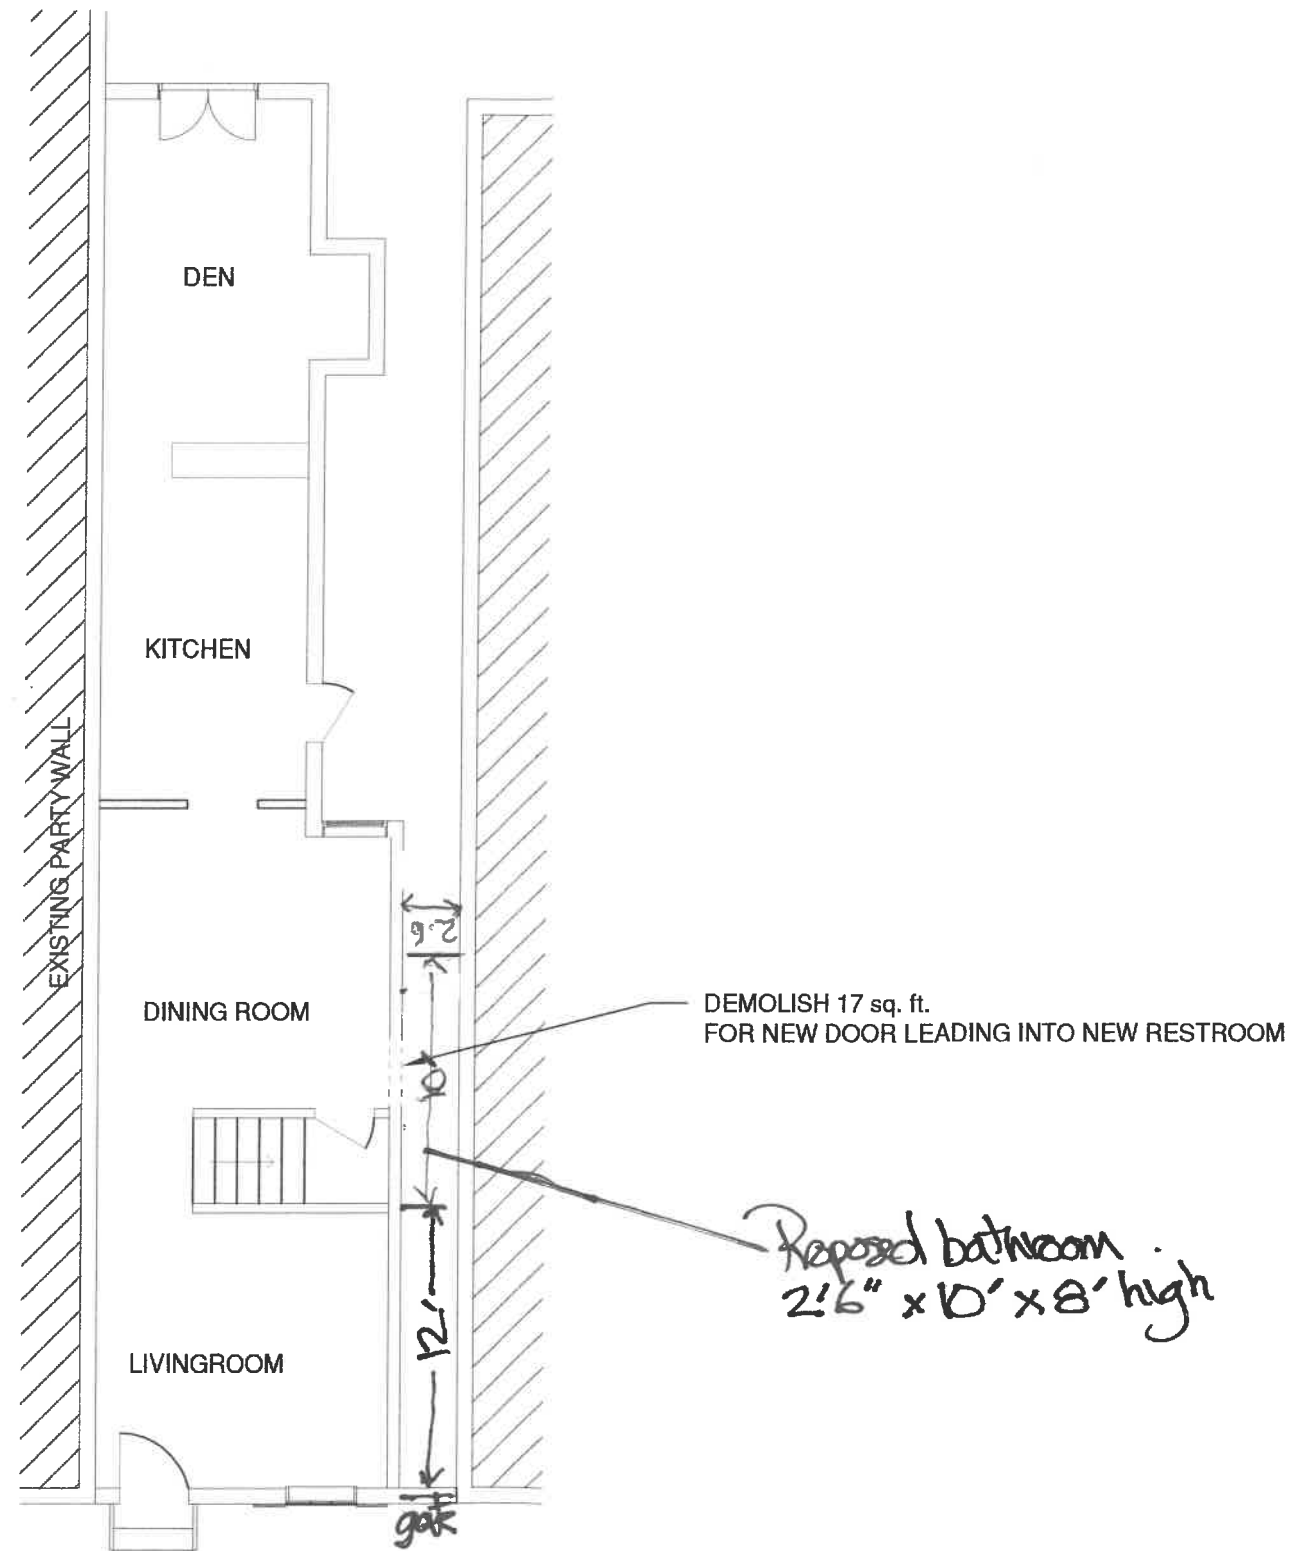 DEN
KITCHEN
EXISTING PARTY WALL
2'6
DINING ROOM
DEMOLISH 17 sq. ft.
FOR NEW DOOR LEADING INTO NEW RESTROOM
10'
Proposed bathroom.
2'6" x 10' x 8' high
12'
LIVINGROOM
gate